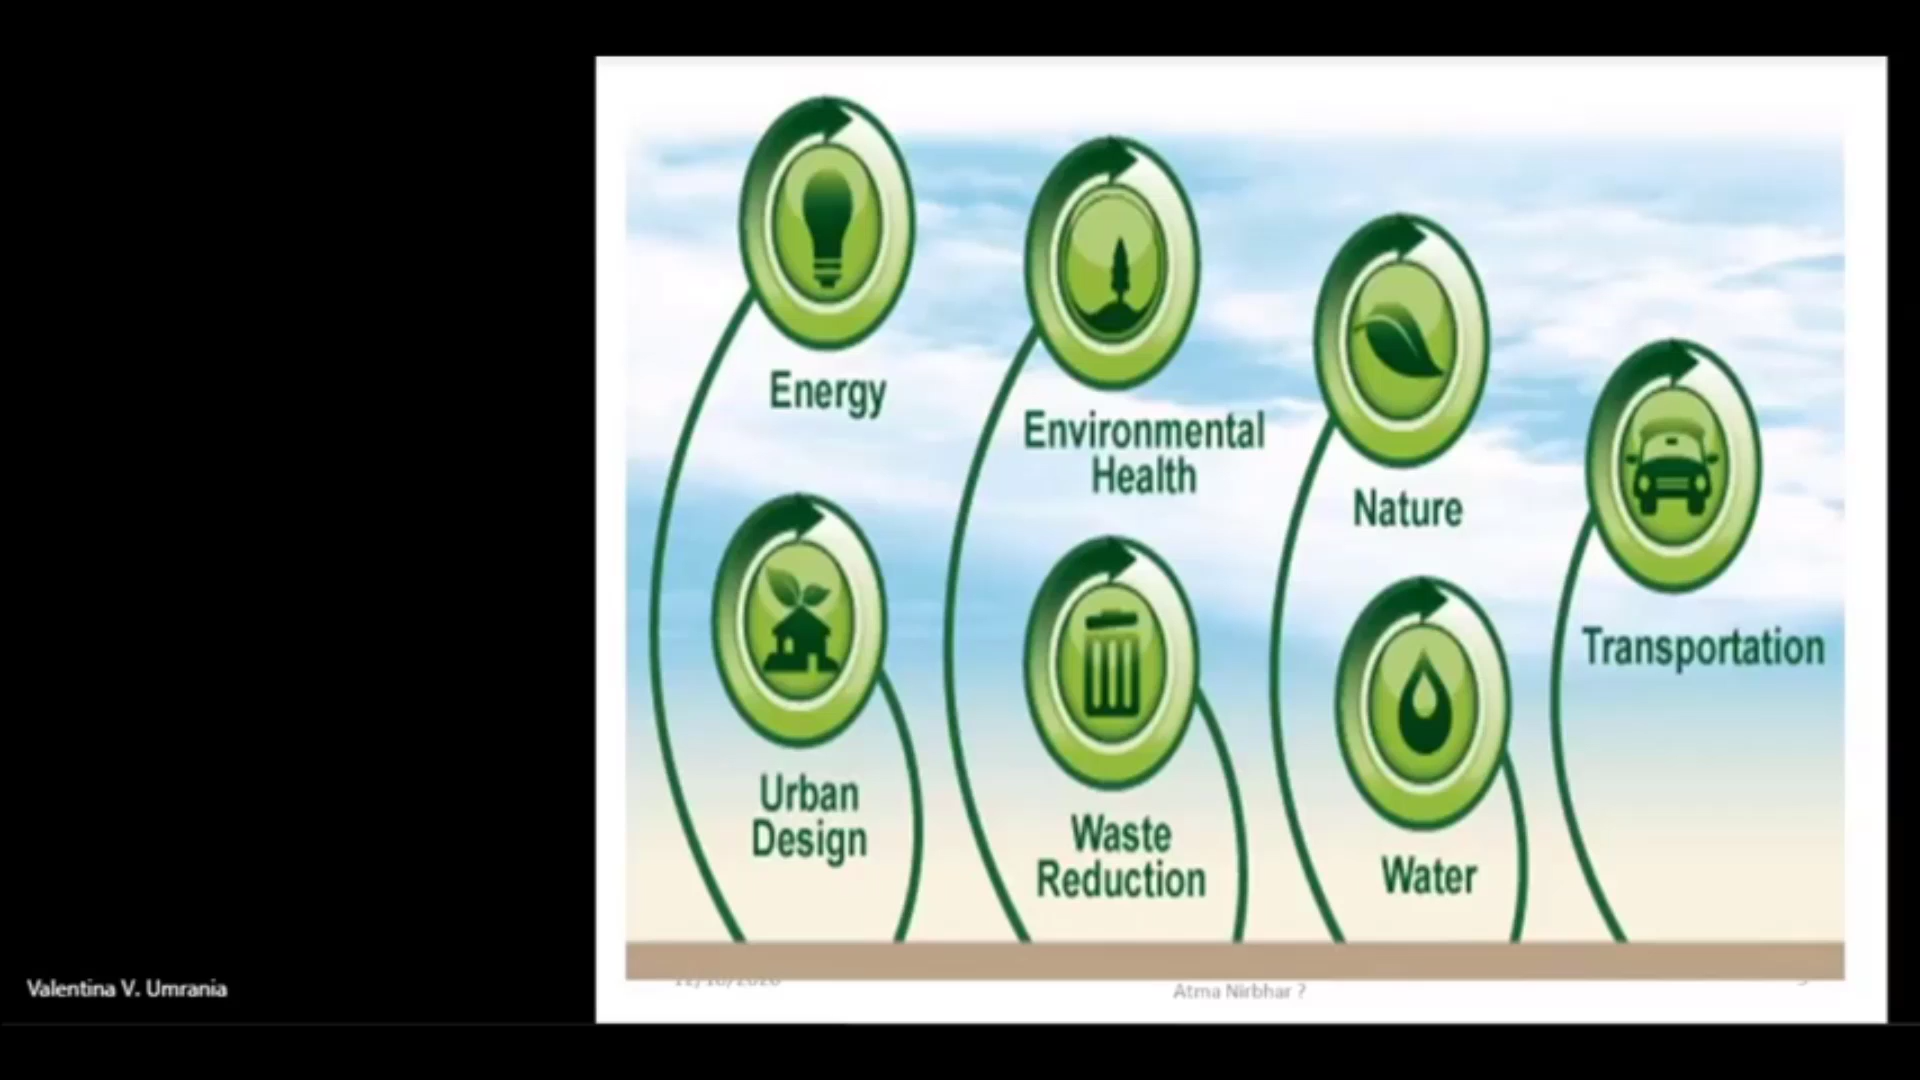 Energy
Environmental
Health
Nature
Transportation
Urban
Design
Waste
Reduction
Water
Valentina V. Umrania
Atma Nirbhar ?